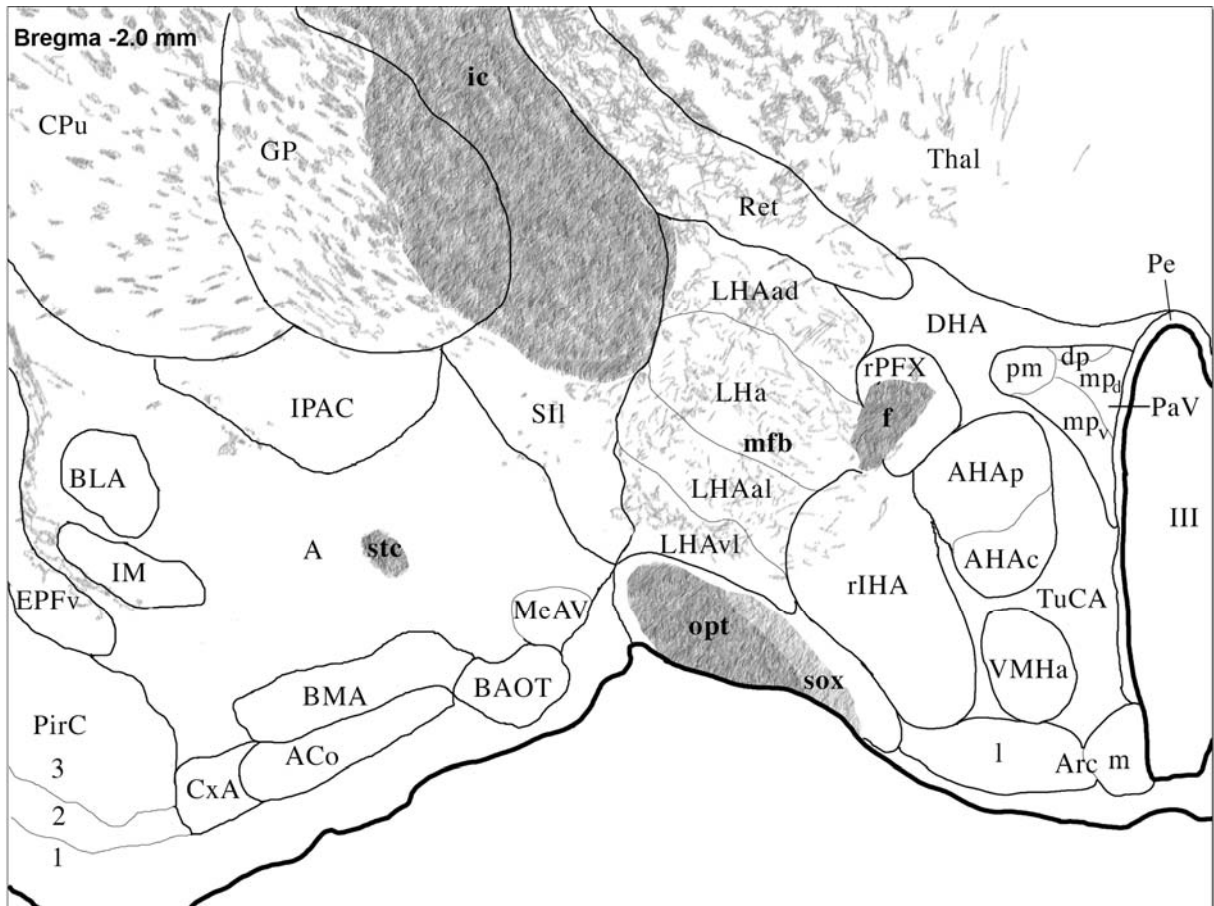 Bregma -2.0 mm
ic
CPu
GP
Thal
Ret
Pe
LHAad
DHA
dp
pm
mpd
rPFX
IPAC
SIl
LHa
f
PaV
mpv
mfb
BLA
AHAp
LHAal
III
A
stc
LHAvl
AHAc
IM
rIHA
EPFv
TuCA
MeAV
opt
VMHa
BMA
BAOT
sox
PirC
ACo
l
Arc
m
3
CxA
2
1